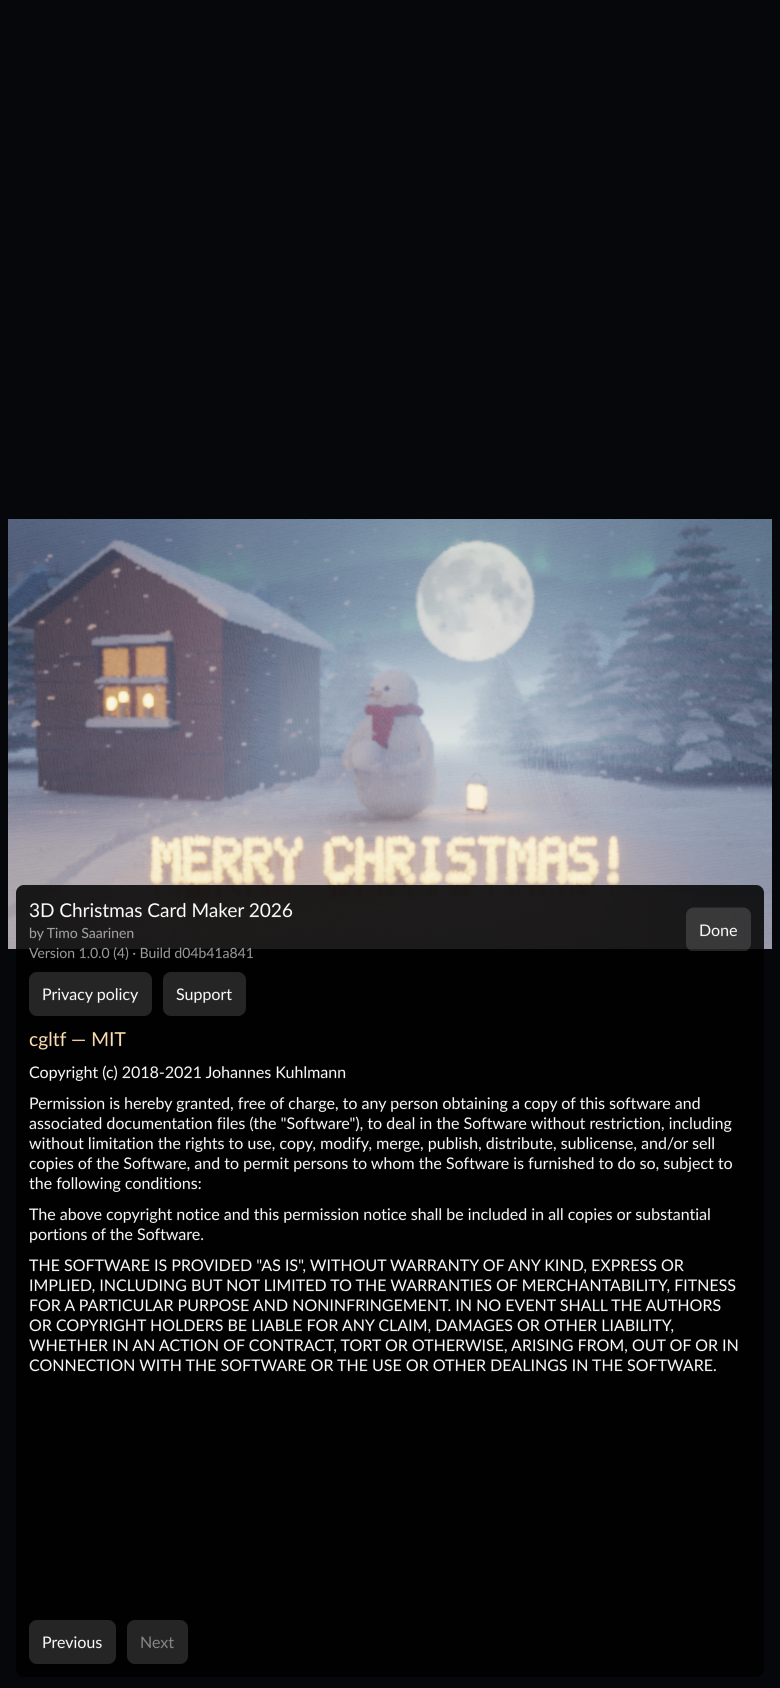 MERRY CHRISTMAS!
3D Christmas Card Maker 2026
by Timo Saarinen
Version 1.0.0 (4) · Build d04b41a841
Done
Privacy policy
Support
cgltf — MIT
Copyright (c) 2018-2021 Johannes Kuhlmann
Permission is hereby granted, free of charge, to any person obtaining a copy of this software and
associated documentation files (the "Software"), to deal in the Software without restriction, including
without limitation the rights to use, copy, modify, merge, publish, distribute, sublicense, and/or sell
copies of the Software, and to permit persons to whom the Software is furnished to do so, subject to
the following conditions:
The above copyright notice and this permission notice shall be included in all copies or substantial
portions of the Software.
THE SOFTWARE IS PROVIDED "AS IS", WITHOUT WARRANTY OF ANY KIND, EXPRESS OR
IMPLIED, INCLUDING BUT NOT LIMITED TO THE WARRANTIES OF MERCHANTABILITY, FITNESS
FOR A PARTICULAR PURPOSE AND NONINFRINGEMENT. IN NO EVENT SHALL THE AUTHORS
OR COPYRIGHT HOLDERS BE LIABLE FOR ANY CLAIM, DAMAGES OR OTHER LIABILITY,
WHETHER IN AN ACTION OF CONTRACT, TORT OR OTHERWISE, ARISING FROM, OUT OF OR IN
CONNECTION WITH THE SOFTWARE OR THE USE OR OTHER DEALINGS IN THE SOFTWARE.
Previous
Next